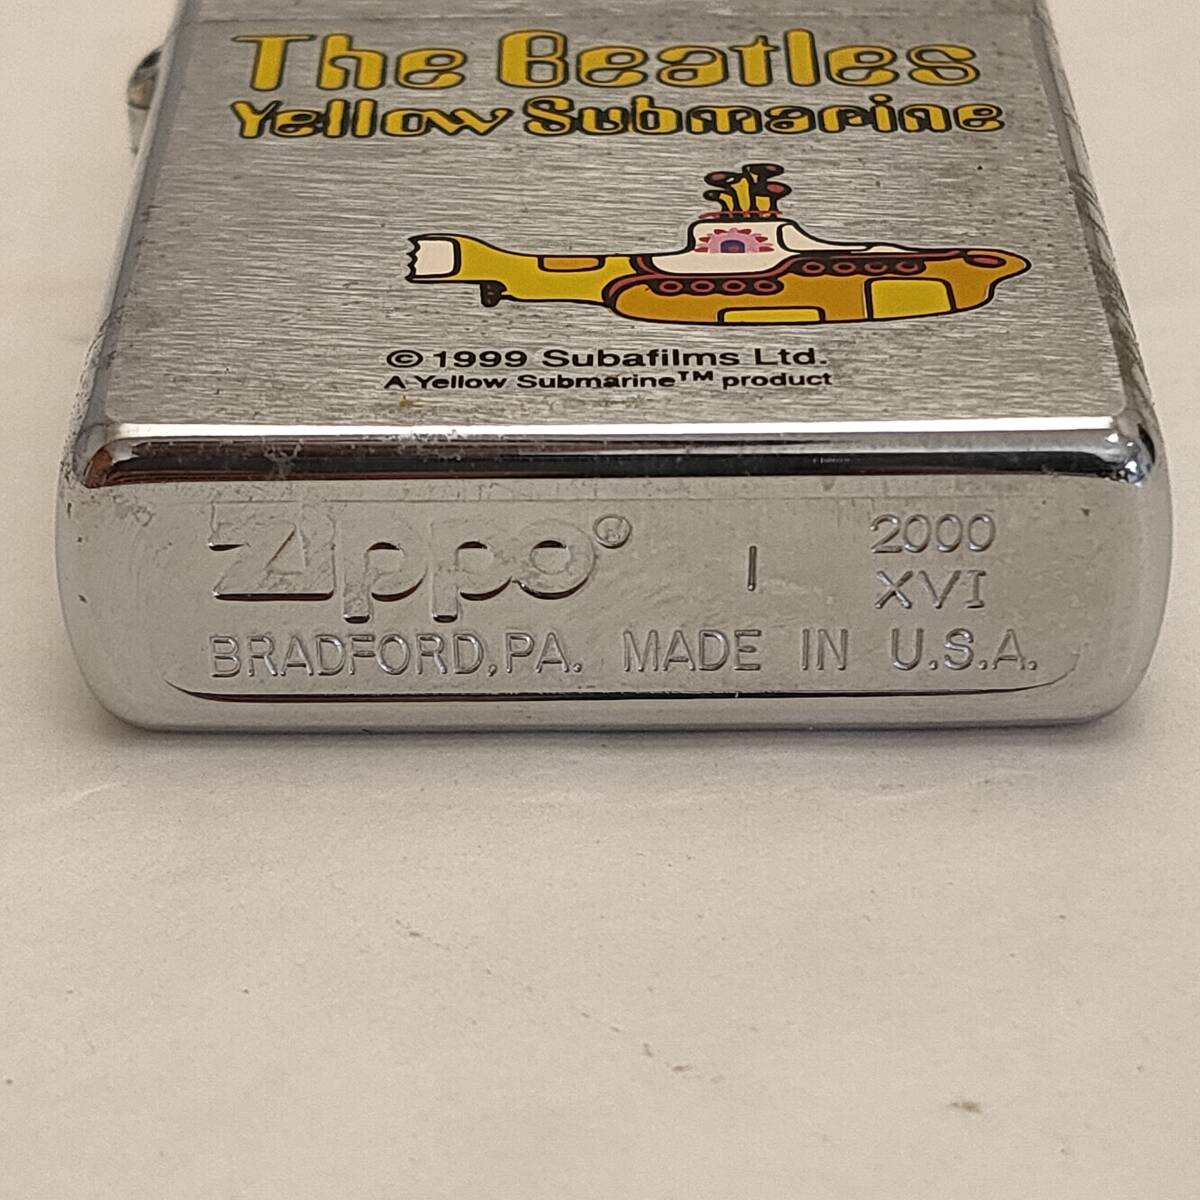 The Beatles
Yellow Submarine
© 1999 Subafilms Ltd.
A Yellow Submarine™ product
Zippo® I 2000
XVI
BRADFORD, PA. MADE IN U.S.A.